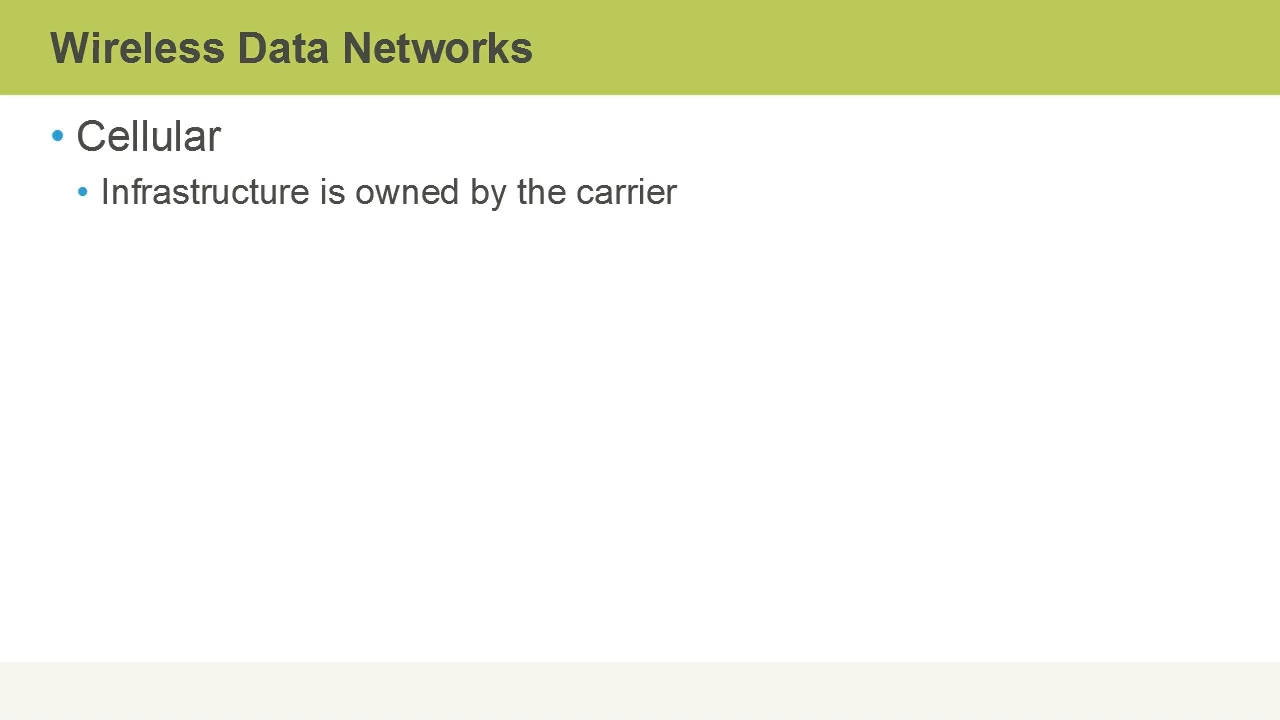 Wireless Data Networks
• Cellular
• Infrastructure is owned by the carrier